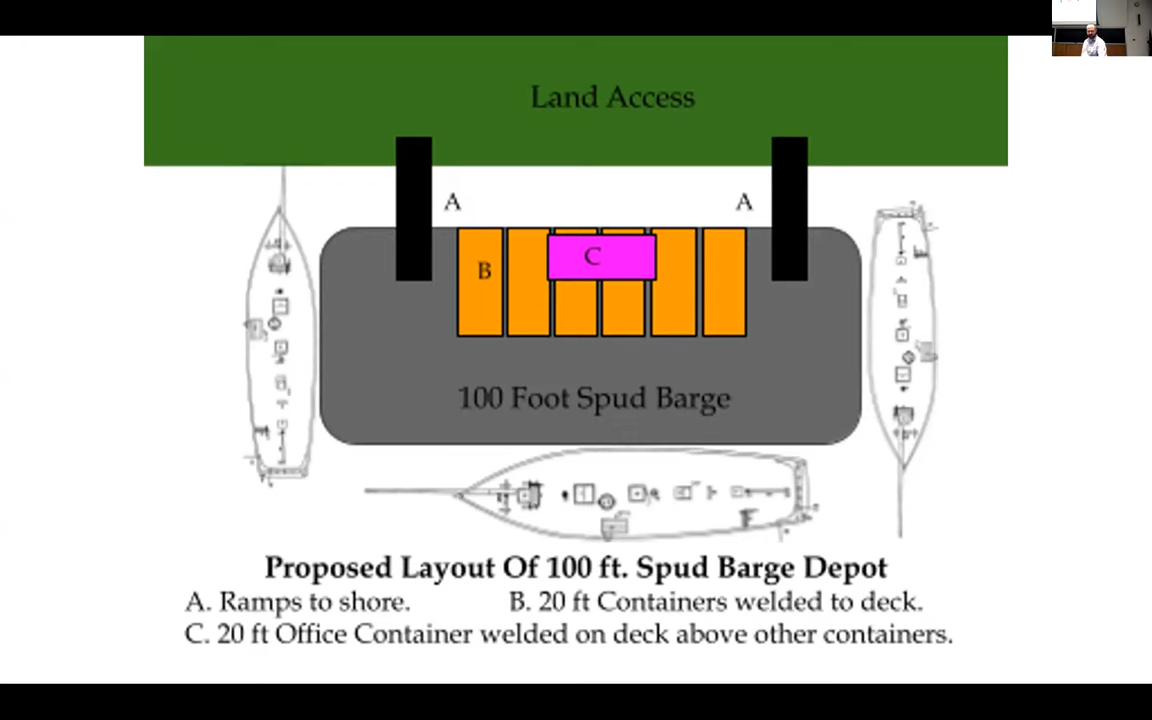 Land Access
A
A
B
C
100 Foot Spud Barge
Proposed Layout Of 100 ft. Spud Barge Depot
A. Ramps to shore. B. 20 ft Containers welded to deck.
C. 20 ft Office Container welded on deck above other containers.